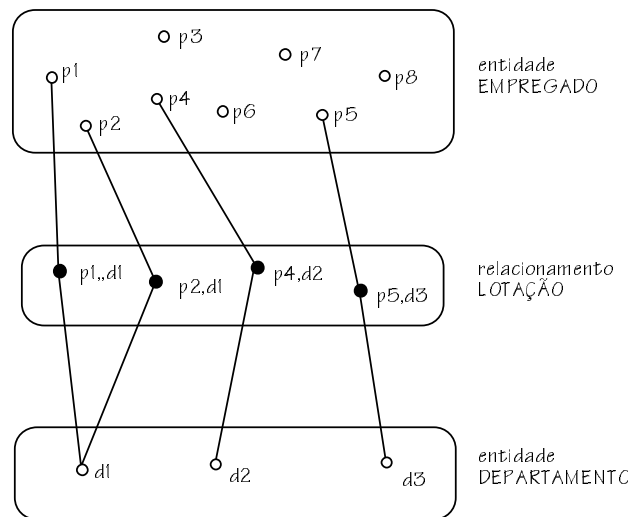 p3
p7
p1
p8
p4
p6
p5
p2
entidade
EMPREGADO
p1,,d1
p2,d1
p4,d2
p5,d3
relacionamento
LOTAÇÃO
d1
d2
d3
entidade
DEPARTAMENTO